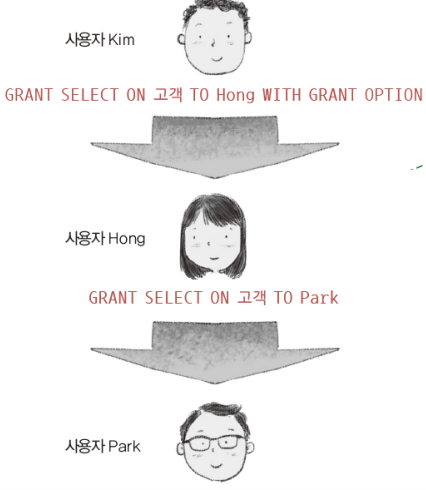 사용자 Kim
GRANT SELECT ON 고객 TO Hong WITH GRANT OPTION
사용자 Hong
GRANT SELECT ON 고객 TO Park
사용자 Park